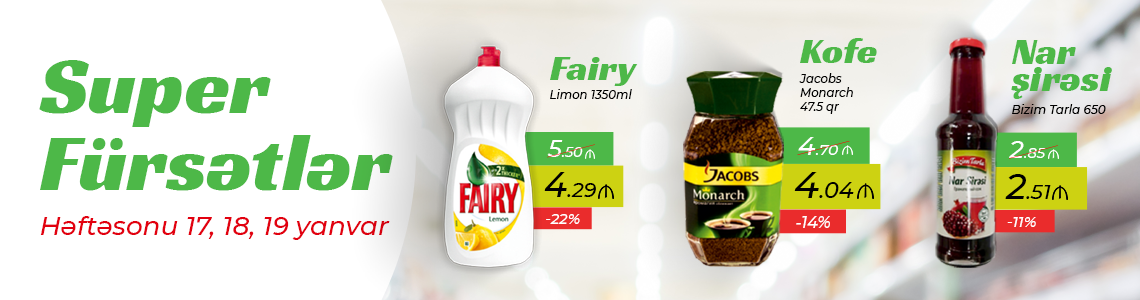 Super
Fürsətlər
Həftəsonu 17, 18, 19 yanvar
Fairy
Limon 1350ml
5.50₼
4.29₼
-22%
FAIRY
Lemon
Kofe
Jacobs
Monarch
47.5 qr
4.70₼
4.04₼
-14%
JACOBS
Monarch
Nar
şirəsi
Bizim Tarla 650
2.85₼
2.51₼
-11%
Bizim Tarla
Nar Şirəsi